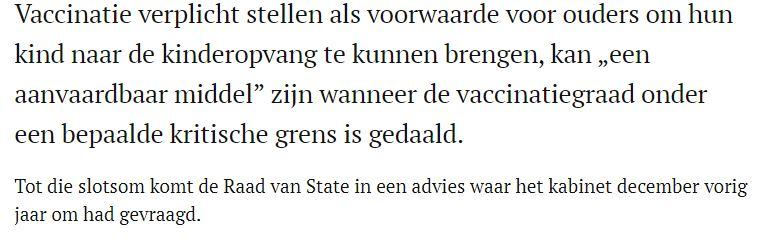 Vaccinatie verplicht stellen als voorwaarde voor ouders om hun
kind naar de kinderopvang te kunnen brengen, kan „een
aanvaardbaar middel” zijn wanneer de vaccinatiegraad onder
een bepaalde kritische grens is gedaald.
Tot die slotsom komt de Raad van State in een advies waar het kabinet december vorig
jaar om had gevraagd.